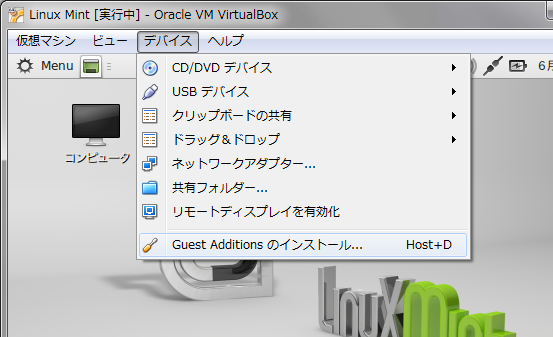 Linux Mint [実行中] - Oracle VM VirtualBox
仮想マシン ビュー デバイス ヘルプ
Menu
6月
CD/DVD デバイス
USB デバイス
クリップボードの共有
ドラッグ＆ドロップ
ネットワークアダプター...
共有フォルダー...
リモートディスプレイを有効化
Guest Additions のインストール... Host+D
コンピュータ
Linux Mint